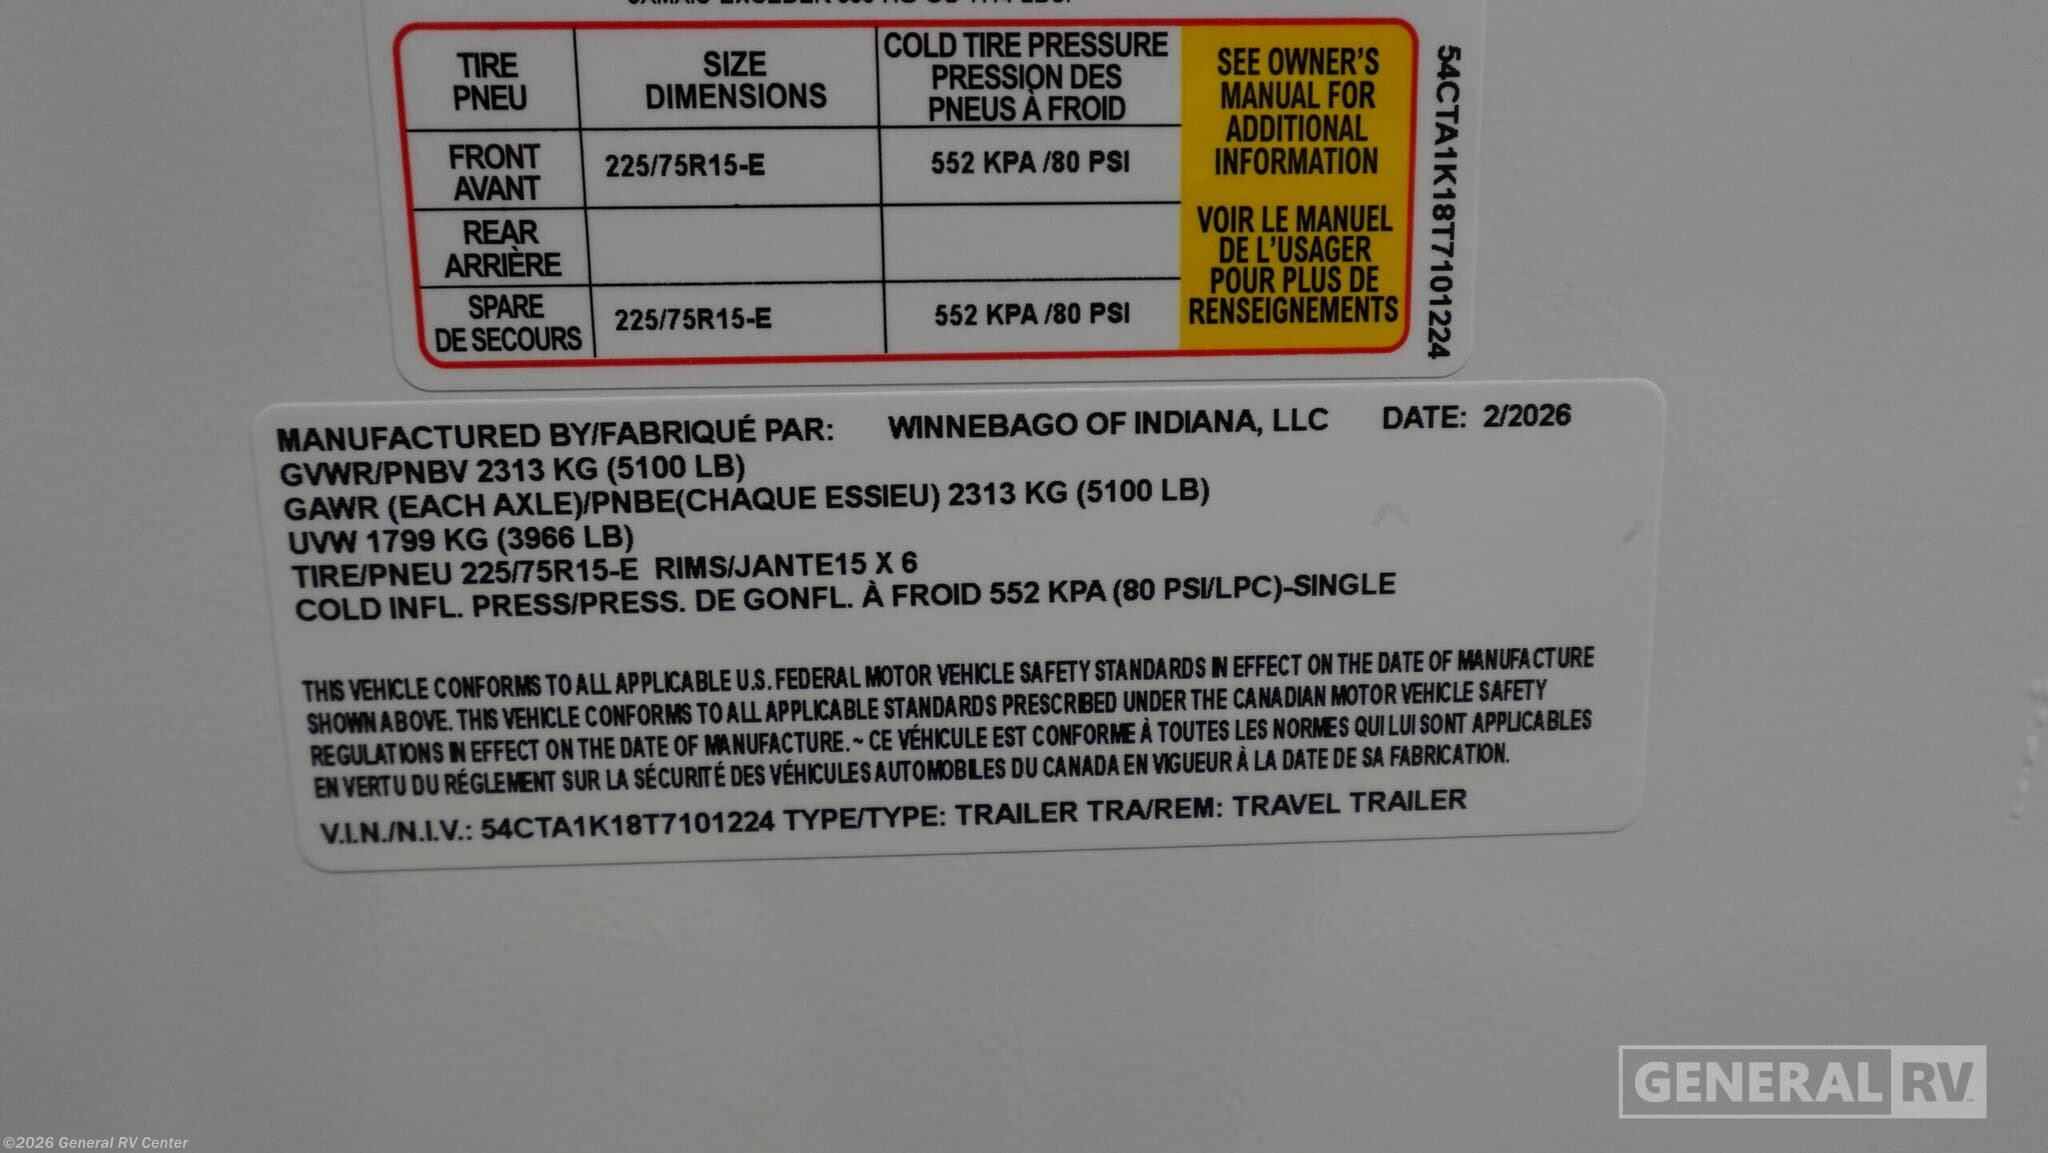 TIRE
PNEU
SIZE
DIMENSIONS
COLD TIRE PRESSURE
PRESSION DES
PNEUS À FROID
SEE OWNER'S
MANUAL FOR
ADDITIONAL
INFORMATION
VOIR LE MANUEL
DE L'USAGER
POUR PLUS DE
RENSEIGNEMENTS
FRONT
AVANT
225/75R15-E
552 KPA /80 PSI
REAR
ARRIÈRE
SPARE
DE SECOURS
225/75R15-E
552 KPA /80 PSI
54CTA1K18T7101224
MANUFACTURED BY/FABRIQUÉ PAR: WINNEBAGO OF INDIANA, LLC DATE: 2/2026
GVWR/PNBV 2313 KG (5100 LB)
GAWR (EACH AXLE)/PNBE(CHAQUE ESSIEU) 2313 KG (5100 LB)
UVW 1799 KG (3966 LB)
TIRE/PNEU 225/75R15-E RIMS/JANTE15 X 6
COLD INFL. PRESS/PRESS. DE GONFL. À FROID 552 KPA (80 PSI/LPC)-SINGLE
THIS VEHICLE CONFORMS TO ALL APPLICABLE U.S. FEDERAL MOTOR VEHICLE SAFETY STANDARDS IN EFFECT ON THE DATE OF MANUFACTURE
SHOWN ABOVE. THIS VEHICLE CONFORMS TO ALL APPLICABLE STANDARDS PRESCRIBED UNDER THE CANADIAN MOTOR VEHICLE SAFETY
REGULATIONS IN EFFECT ON THE DATE OF MANUFACTURE.~ CE VÉHICULE EST CONFORME À TOUTES LES NORMES QUI LUI SONT APPLICABLES
EN VERTU DU RÉGLEMENT SUR LA SÉCURITÉ DES VÉHICULES AUTOMOBILES DU CANADA EN VIGUEUR À LA DATE DE SA FABRICATION.
V.I.N./N.I.V.: 54CTA1K18T7101224 TYPE/TYPE: TRAILER TRA/REM: TRAVEL TRAILER
GENERAL RV
©2026 General RV Center